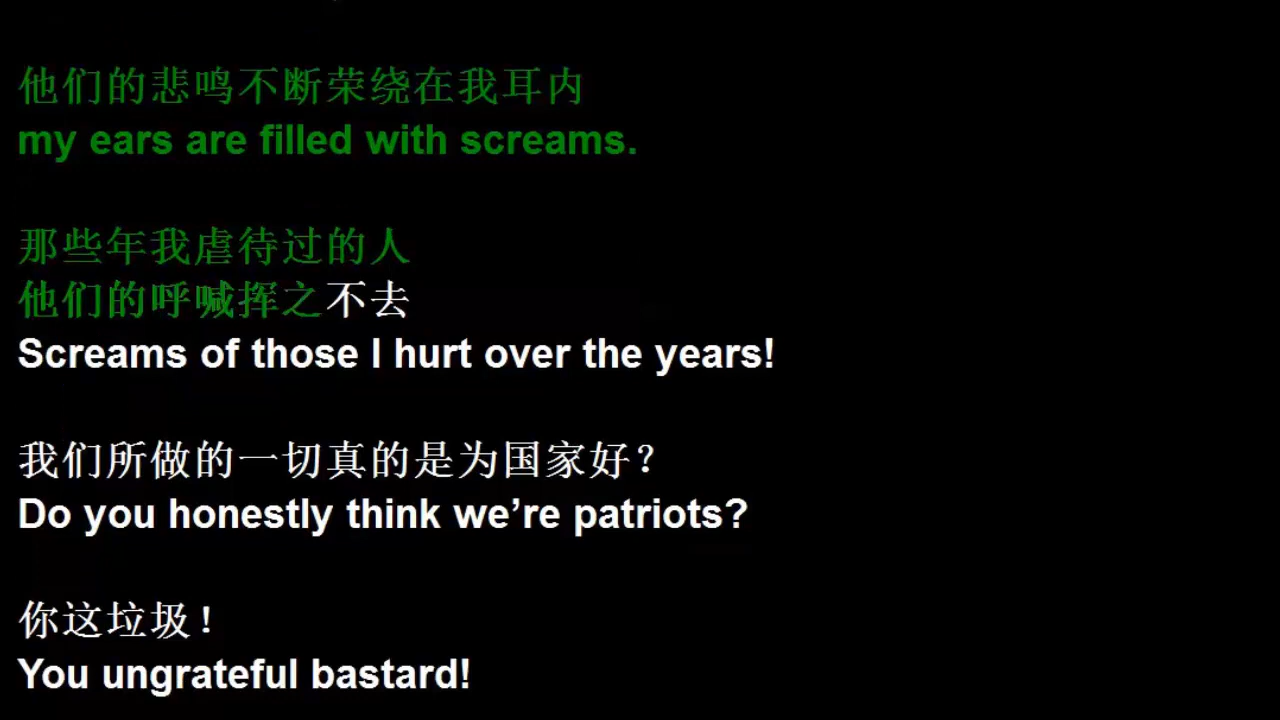 他们的悲鸣不断荣绕在我耳内
my ears are filled with screams.
那些年我虐待过的人
他们的呼喊挥之不去
Screams of those I hurt over the years!
我们所做的一切真的是为国家好？
Do you honestly think we’re patriots?
你这垃圾！
You ungrateful bastard!